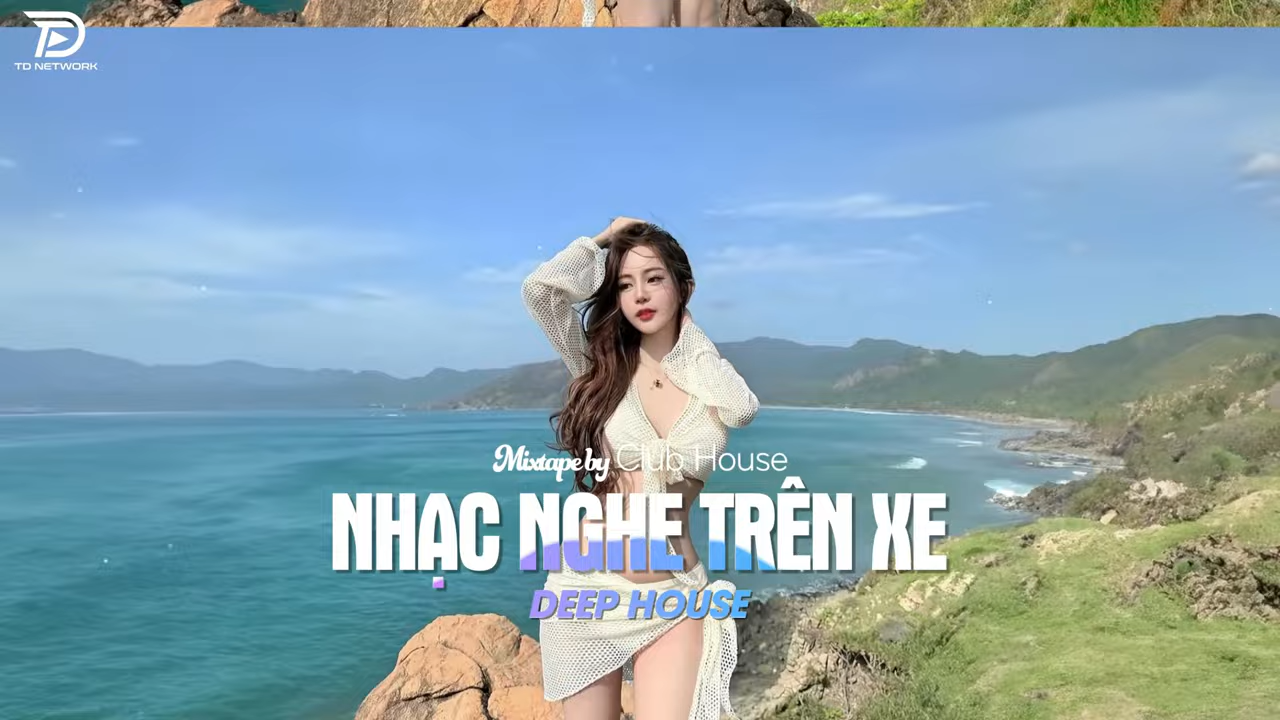 TD NETWORK
Mixtape by Club House
NHẠC NGHE TRÊN XE
DEEP HOUSE